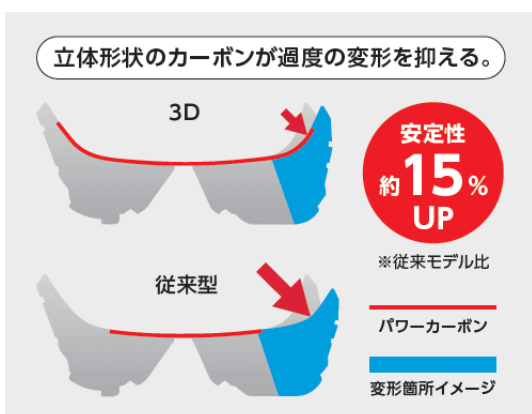 立体形状のカーボンが過度の変形を抑える。
3D
安定性
約15%
UP
※従来モデル比
従来型
パワーカーボン
変形箇所イメージ